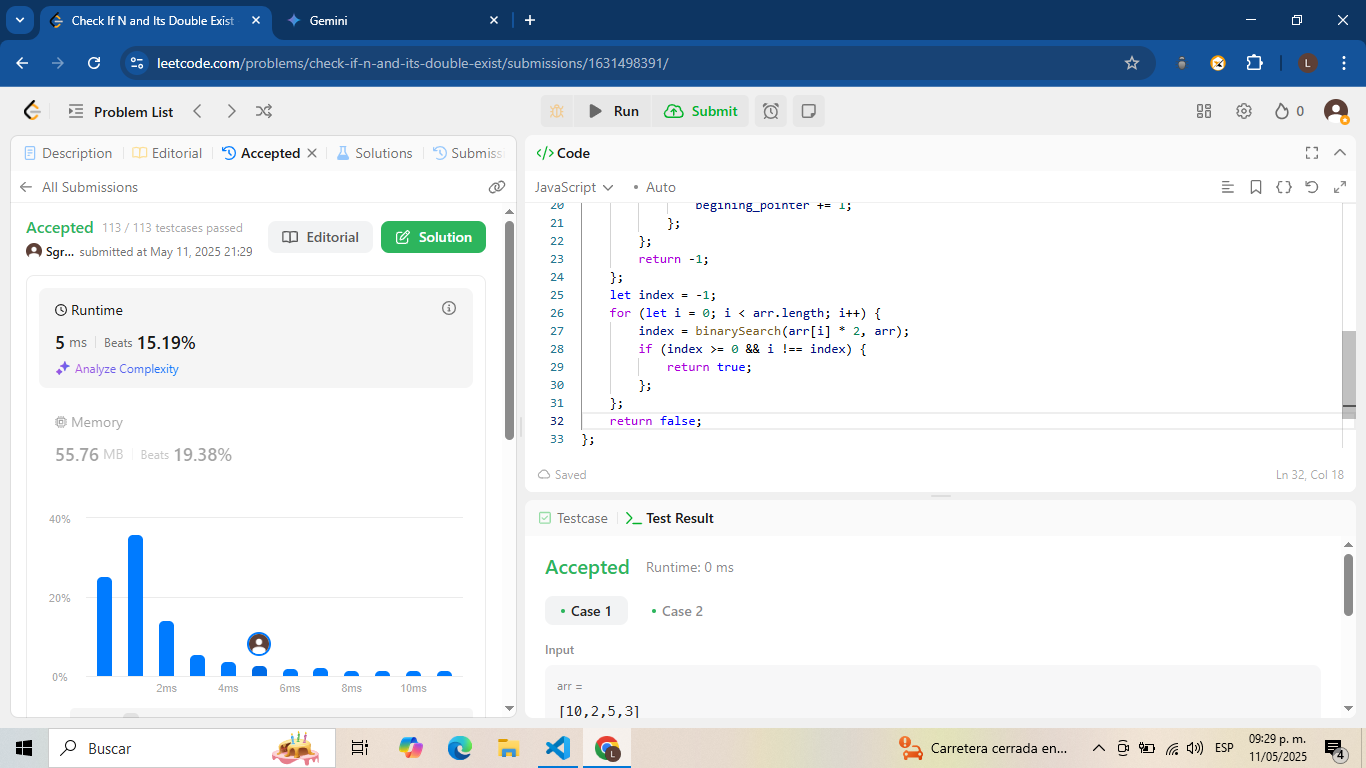 Check If N and Its Double Exist
Gemini
leetcode.com/problems/check-if-n-and-its-double-exist/submissions/1631498391/
L
Problem List
Run
Submit
0
Description
Editorial
Accepted
Solutions
Submiss
All Submissions
Accepted 113 / 113 testcases passed
Sgr... submitted at May 11, 2025 21:29
Editorial
Solution
Runtime
5 ms Beats 15.19%
Analyze Complexity
Memory
55.76 MB Beats 19.38%
40%
20%
0%
2ms 4ms 6ms 8ms 10ms
</> Code
JavaScript • Auto
20 begining_pointer += 1;
21 };
22 };
23 return -1;
24 };
25 let index = -1;
26 for (let i = 0; i < arr.length; i++) {
27 index = binarySearch(arr[i] * 2, arr);
28 if (index >= 0 && i !== index) {
29 return true;
30 };
31 };
32 return false;
33 };
Saved
Ln 32, Col 18
Testcase
Test Result
Accepted Runtime: 0 ms
• Case 1 • Case 2
Input
arr =
[10,2,5,3]
Buscar
L
Carretera cerrada en...
ESP
09:29 p. m.
11/05/2025
4